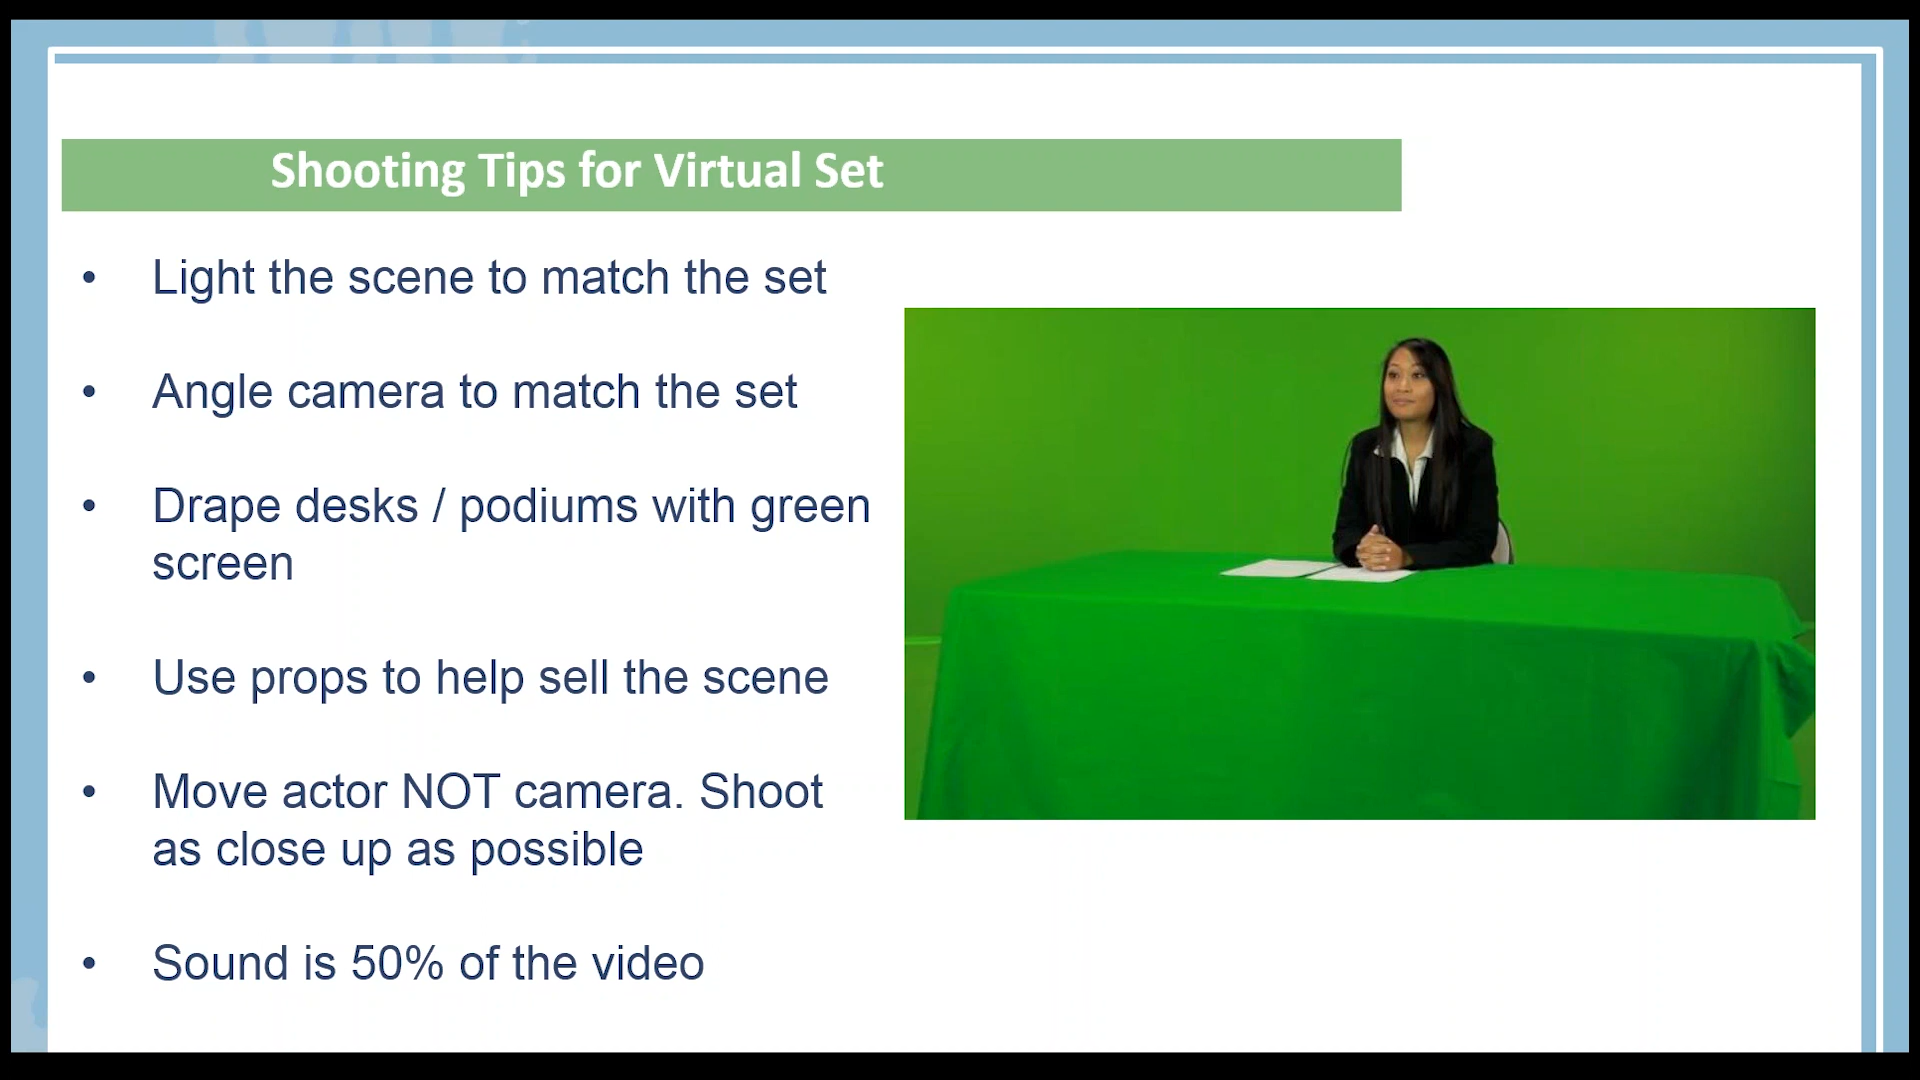 Shooting Tips for Virtual Set
• Light the scene to match the set
• Angle camera to match the set
• Drape desks / podiums with green
screen
• Use props to help sell the scene
• Move actor NOT camera. Shoot
as close up as possible
• Sound is 50% of the video